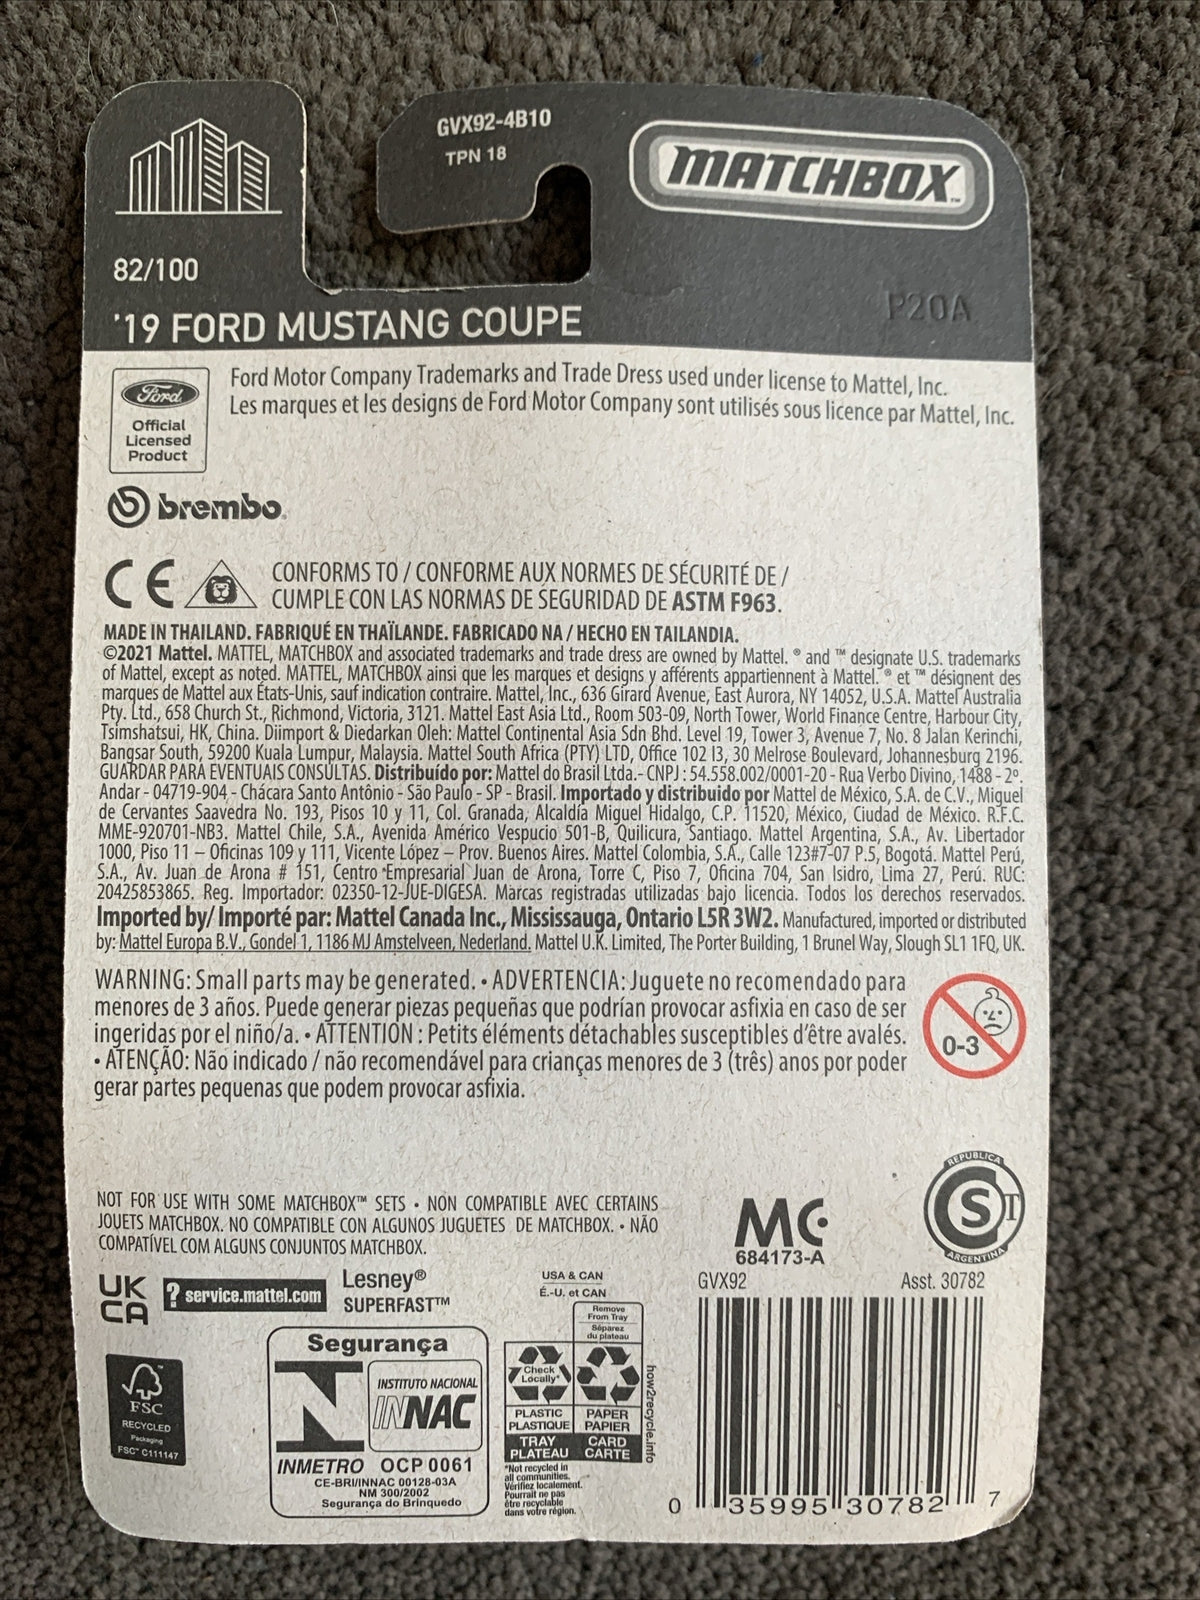 GVX92-4B10
TPN 18
MATCHBOX™
82/100
'19 FORD MUSTANG COUPE
P20A
Ford
Official
Licensed
Product
Ford Motor Company Trademarks and Trade Dress used under license to Mattel, Inc.
Les marques et les designs de Ford Motor Company sont utilisés sous licence par Mattel, Inc.
brembo
CE
CONFORMS TO / CONFORME AUX NORMES DE SÉCURITÉ DE /
CUMPLE CON LAS NORMAS DE SEGURIDAD DE ASTM F963.
MADE IN THAILAND. FABRIQUÉ EN THAÏLANDE. FABRICADO NA / HECHO EN TAILANDIA.
©2021 Mattel. MATTEL, MATCHBOX and associated trademarks and trade dress are owned by Mattel. ® and ™ designate U.S. trademarks
of Mattel, except as noted. MATTEL, MATCHBOX ainsi que les marques et designs y afférents appartiennent à Mattel. ® et ™ désignent des
marques de Mattel aux États-Unis, sauf indication contraire. Mattel, Inc., 636 Girard Avenue, East Aurora, NY 14052, U.S.A. Mattel Australia
Pty. Ltd., 658 Church St., Richmond, Victoria, 3121. Mattel East Asia Ltd., Room 503-09, North Tower, World Finance Centre, Harbour City,
Tsimshatsui, HK, China. Diimport & Diedarkan Oleh: Mattel Continental Asia Sdn Bhd. Level 19, Tower 3, Avenue 7, No. 8 Jalan Kerinchi,
Bangsar South, 59200 Kuala Lumpur, Malaysia. Mattel South Africa (PTY) LTD, Office 102 I3, 30 Melrose Boulevard, Johannesburg 2196.
GUARDAR PARA EVENTUAIS CONSULTAS. Distribuído por: Mattel do Brasil Ltda.- CNPJ : 54.558.002/0001-20 - Rua Verbo Divino, 1488 - 2º.
Andar - 04719-904 - Chácara Santo Antônio - São Paulo - SP - Brasil. Importado y distribuido por Mattel de México, S.A. de C.V., Miguel
de Cervantes Saavedra No. 193, Pisos 10 y 11, Col. Granada, Alcaldía Miguel Hidalgo, C.P. 11520, México, Ciudad de México. R.F.C.
MME-920701-NB3. Mattel Chile, S.A., Avenida Américo Vespucio 501-B, Quilicura, Santiago. Mattel Argentina, S.A., Av. Libertador
1000, Piso 11 – Oficinas 109 y 111, Vicente López – Prov. Buenos Aires. Mattel Colombia, S.A., Calle 123#7-07 P.5, Bogotá. Mattel Perú,
S.A., Av. Juan de Arona # 151, Centro Empresarial Juan de Arona, Torre C, Piso 7, Oficina 704, San Isidro, Lima 27, Perú. RUC:
20425853865. Reg. Importador: 02350-12-JUE-DIGESA. Marcas registradas utilizadas bajo licencia. Todos los derechos reservados.
Imported by/ Importé par: Mattel Canada Inc., Mississauga, Ontario L5R 3W2. Manufactured, imported or distributed
by: Mattel Europa B.V., Gondel 1, 1186 MJ Amstelveen, Nederland. Mattel U.K. Limited, The Porter Building, 1 Brunel Way, Slough SL1 1FQ, UK.
WARNING: Small parts may be generated. • ADVERTENCIA: Juguete no recomendado para
menores de 3 años. Puede generar piezas pequeñas que podrían provocar asfixia en caso de ser
ingeridas por el niño/a. • ATTENTION : Petits éléments détachables susceptibles d'être avalés.
• ATENÇÃO: Não indicado / não recomendável para crianças menores de 3 (três) anos por poder
gerar partes pequenas que podem provocar asfixia.
0-3
NOT FOR USE WITH SOME MATCHBOX™ SETS • NON COMPATIBLE AVEC CERTAINS
JOUETS MATCHBOX. NO COMPATIBLE CON ALGUNOS JUGUETES DE MATCHBOX. • NÃO
COMPATÍVEL COM ALGUNS CONJUNTOS MATCHBOX.
MC
684173-A
REPUBLICA
S T
ARGENTINA
UK
CA
? service.mattel.com
Lesney®
SUPERFAST™
USA & CAN
É.-U. et CAN
Remove
From Tray
Séparez
du plateau
Check
Locally*
PLASTIC
PLASTIQUE
TRAY
PLATEAU
PAPER
PAPIER
CARD
CARTE
how2recycle.info
*Not recycled in
all communities.
Vérifiez localement.
Pourrait ne pas
être recyclable
dans votre région.
FSC™
RECYCLED
Packaging
FSC™ C111147
Segurança
INSTITUTO NACIONAL
INNAC
INMETRO OCP 0061
CE-BRI/INNAC 00128-03A
NM 300/2002
Segurança do Brinquedo
GVX92
Asst. 30782
0 35995 30782 7